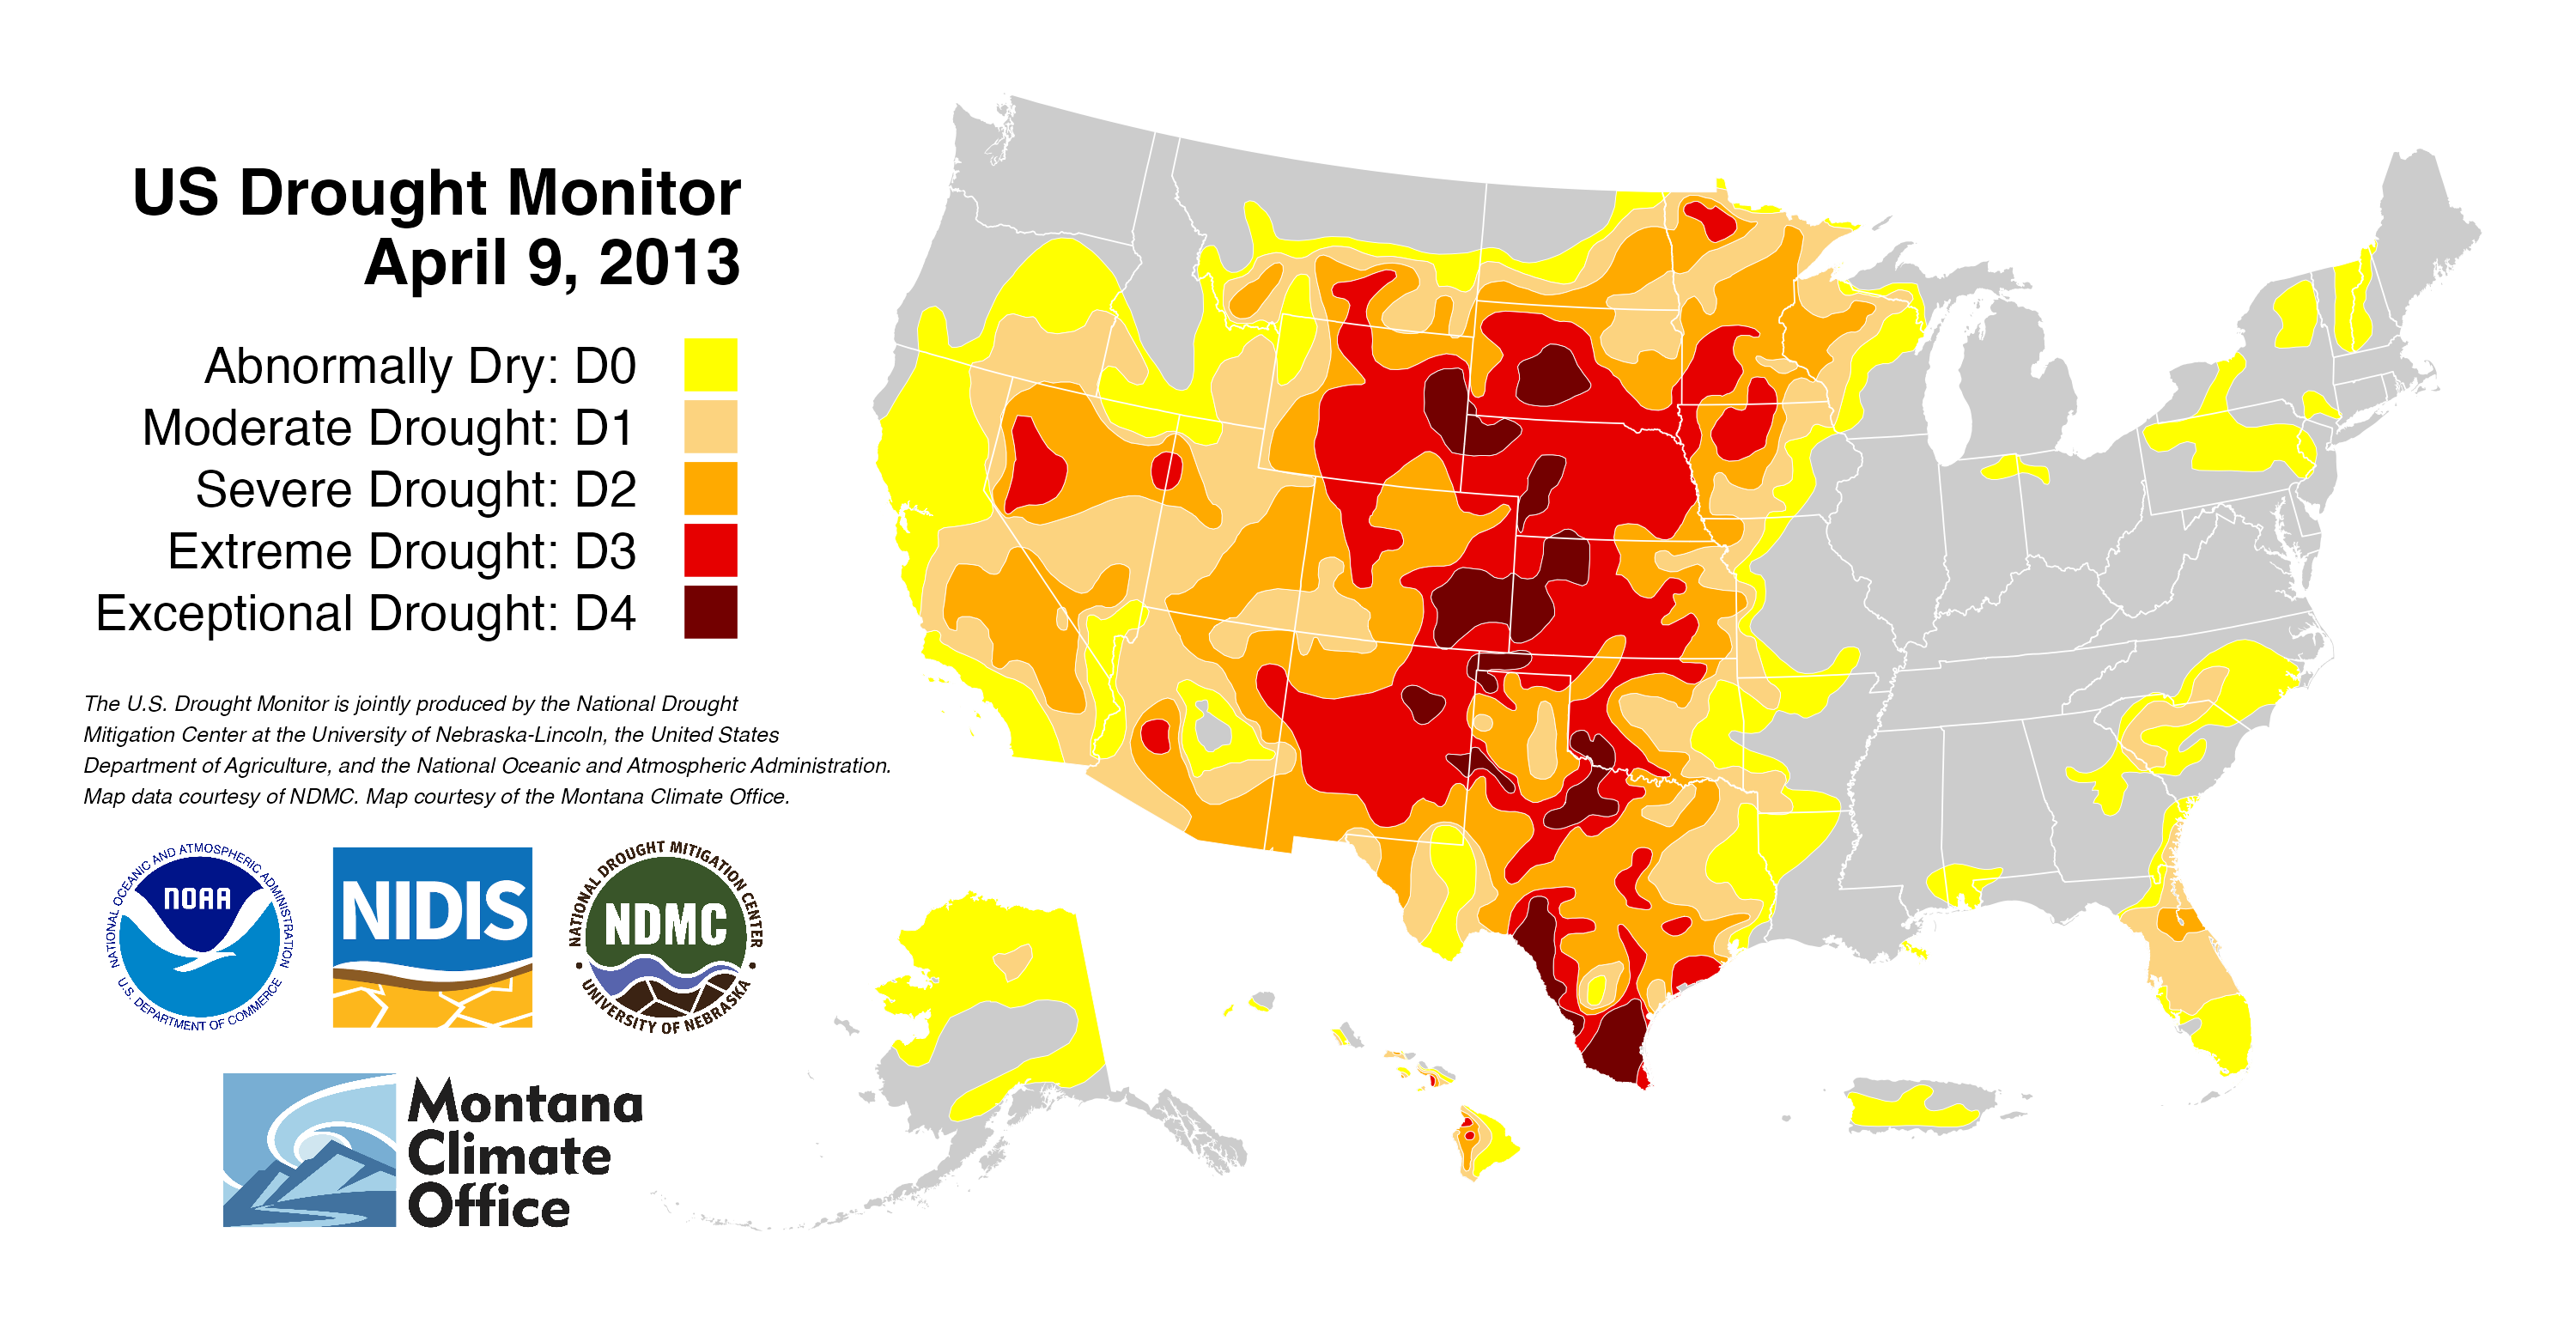 US Drought Monitor
April 9, 2013
Abnormally Dry: D0
Moderate Drought: D1
Severe Drought: D2
Extreme Drought: D3
Exceptional Drought: D4
The U.S. Drought Monitor is jointly produced by the National Drought
Mitigation Center at the University of Nebraska-Lincoln, the United States
Department of Agriculture, and the National Oceanic and Atmospheric Administration.
Map data courtesy of NDMC. Map courtesy of the Montana Climate Office.
NATIONAL OCEANIC AND ATMOSPHERIC ADMINISTRATION
NOAA
U.S. DEPARTMENT OF COMMERCE
NIDIS
NATIONAL DROUGHT MITIGATION CENTER
NDMC
UNIVERSITY OF NEBRASKA
Montana
Climate
Office